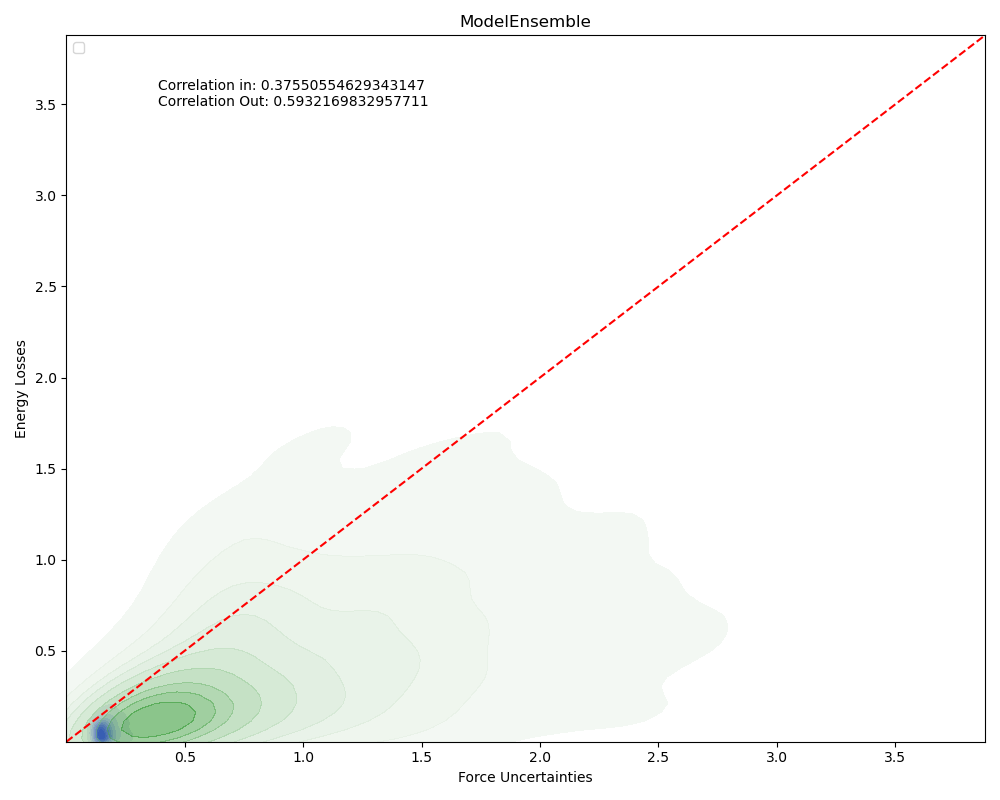 ModelEnsemble
Correlation in: 0.37550554629343147
Correlation Out: 0.5932169832957711
3.5
3.0
2.5
2.0
1.5
1.0
0.5
Energy Losses
0.5 1.0 1.5 2.0 2.5 3.0 3.5
Force Uncertainties